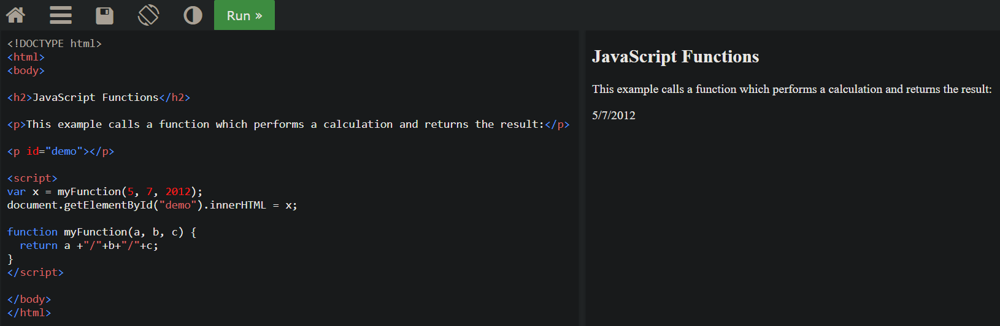 Run »
<!DOCTYPE html>
<html>
<body>
<h2>JavaScript Functions</h2>
<p>This example calls a function which performs a calculation and returns the result:</p>
<p id="demo"></p>
<script>
var x = myFunction(5, 7, 2012);
document.getElementById("demo").innerHTML = x;
function myFunction(a, b, c) {
  return a +"/"+b+"/"+c;
}
</script>
</body>
</html>
JavaScript Functions
This example calls a function which performs a calculation and returns the result:
5/7/2012